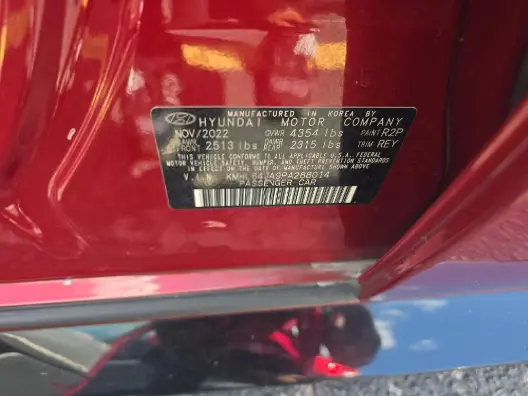 MANUFACTURED IN KOREA BY
HYUNDAI MOTOR COMPANY
NOV/2022 GVWR 4354 lbs PAINT R2P
GAWR FRONT 2513 lbs GAWR REAR 2315 lbs TRIM REY
THIS VEHICLE CONFORMS TO ALL APPLICABLE U.S.A. FEDERAL
MOTOR VEHICLE SAFETY, BUMPER, AND THEFT PREVENTION STANDARDS
IN EFFECT ON THE DATE OF MANUFACTURE SHOWN ABOVE
V.I.N. KMHL64JA9PA288014
PASSENGER CAR